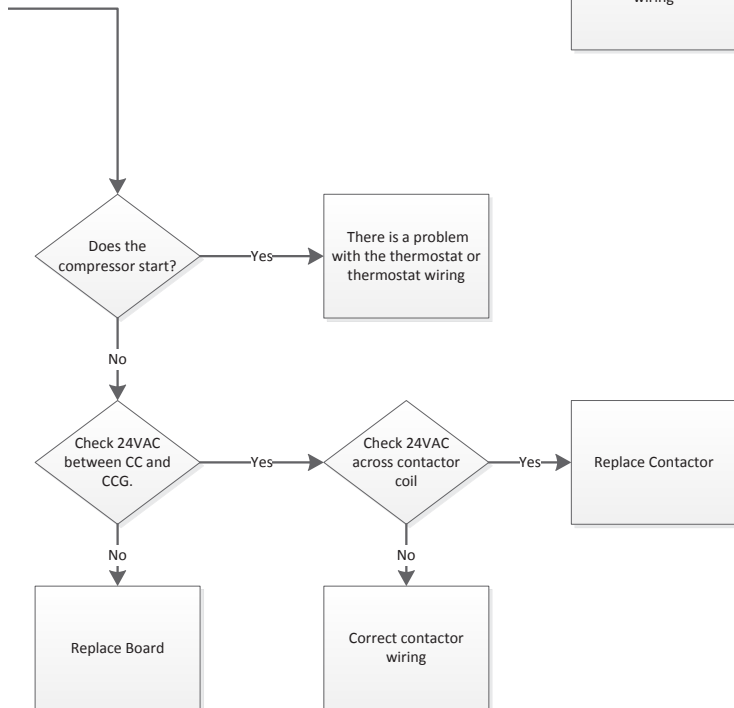 wiring
Does the
compressor start?
Yes
There is a problem
with the thermostat or
thermostat wiring
No
Check 24VAC
between CC and
CCG.
Yes
Check 24VAC
across contactor
coil
Yes
Replace Contactor
No
No
Replace Board
Correct contactor
wiring